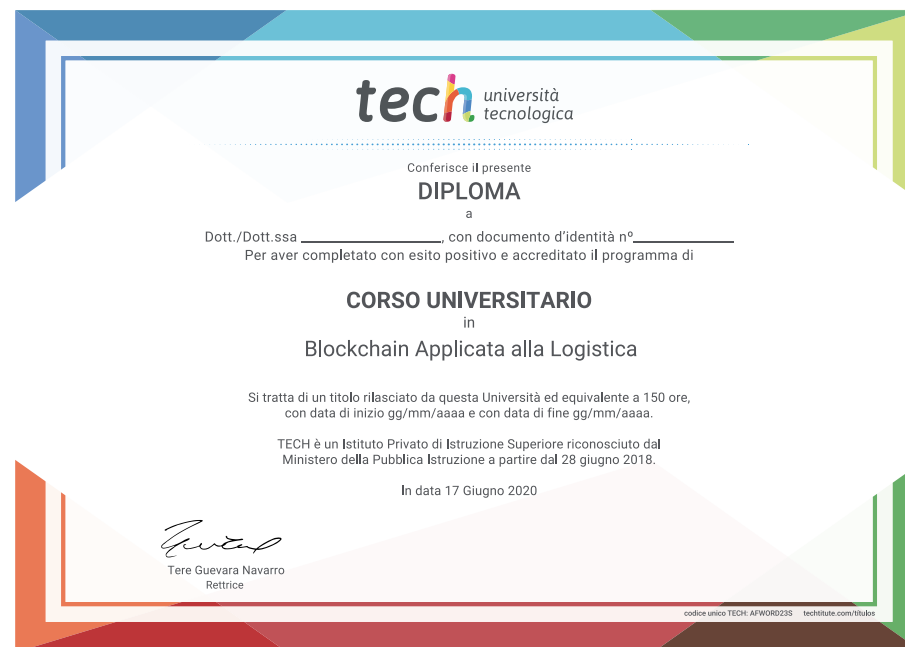 tech università
tecnologica
Conferisce il presente
DIPLOMA
a
Dott./Dott.ssa ____________, con documento d'identità nº____________
Per aver completato con esito positivo e accreditato il programma di
CORSO UNIVERSITARIO
in
Blockchain Applicata alla Logistica
Si tratta di un titolo rilasciato da questa Università ed equivalente a 150 ore,
con data di inizio gg/mm/aaaa e con data di fine gg/mm/aaaa.
TECH è un Istituto Privato di Istruzione Superiore riconosciuto dal
Ministero della Pubblica Istruzione a partire dal 28 giugno 2018.
In data 17 Giugno 2020
Tere Guevara Navarro
Rettrice
codice unico TECH: AFWORD23S techtitute.com/titulos